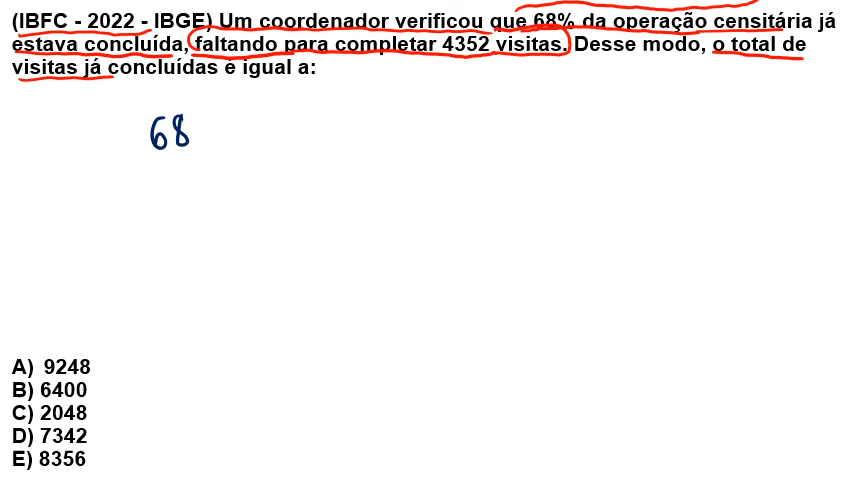 (IBFC - 2022 - IBGE) Um coordenador verificou que 68% da operação censitária já
estava concluída, faltando para completar 4352 visitas. Desse modo, o total de
visitas já concluídas é igual a:
68
A) 9248
B) 6400
C) 2048
D) 7342
E) 8356